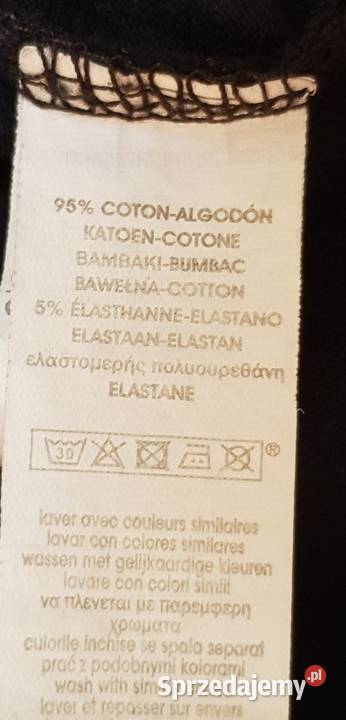 95% COTON-ALGODÓN
KATOEN-COTONE
BAMBAKI-BUMBAC
BAWEŁNA-COTTON
5% ÉLASTHANNE-ELASTANO
ELASTAAN-ELASTAN
ελαστομερής πολυουρεθάνη
ELASTANE
30 ®
laver avec couleurs similaires
lavar con colores similares
wassen met gelijkaardige kleuren
lavare con colori simili
να πλένεται με παρεμφερη
χρωματα
culorile inchise se spala separat
prać z podobnymi kolorami
wash with
laver et repasser sur envers
Sprzedajemy.pl